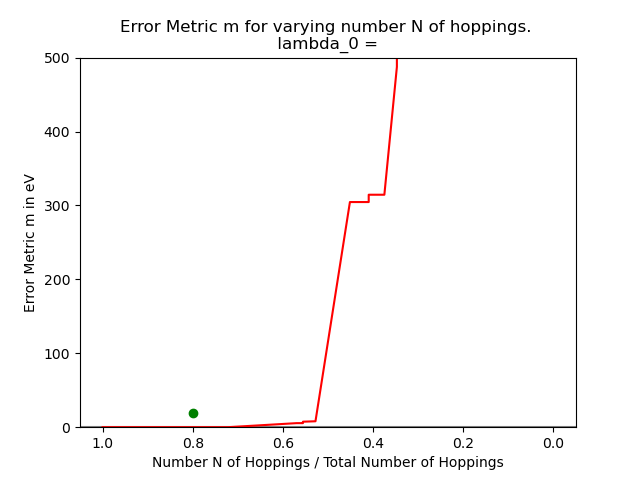 Error Metric m for varying number N of hoppings.
lambda_0 =
500
400
300
200
100
0
Error Metric m in eV
1.0 0.8 0.6 0.4 0.2 0.0
Number N of Hoppings / Total Number of Hoppings